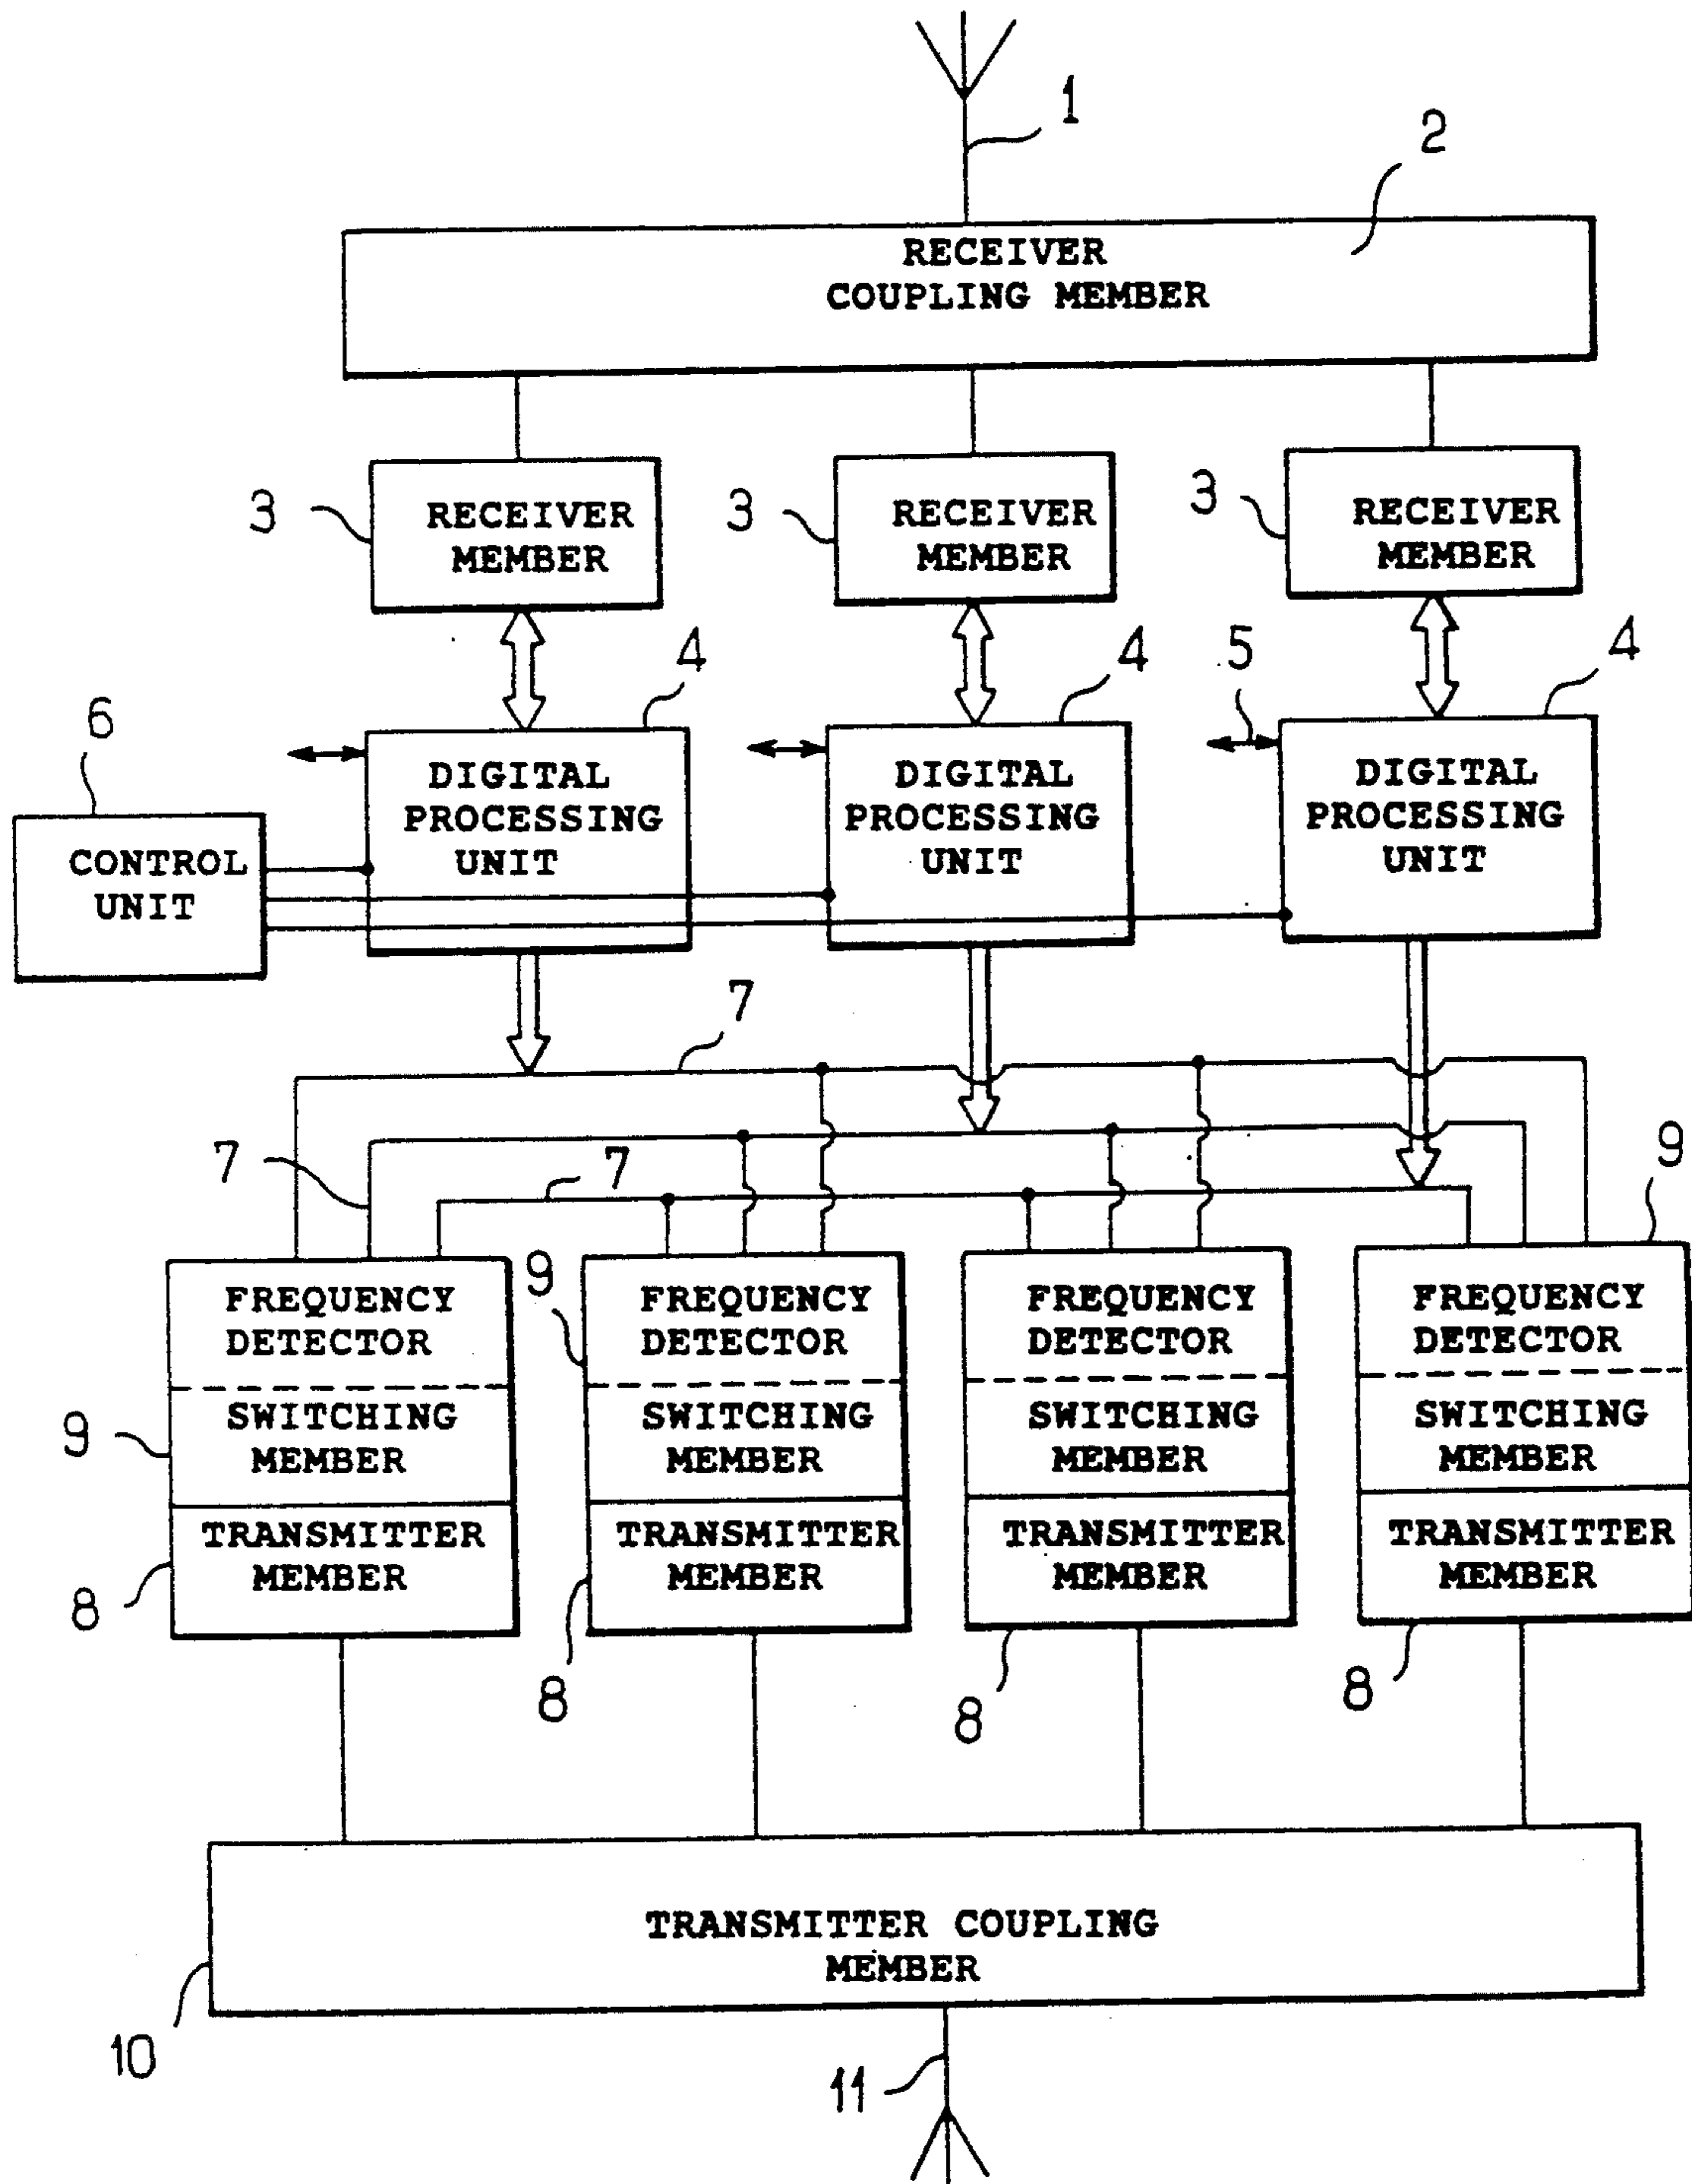 1
2
RECEIVER
COUPLING MEMBER
3
RECEIVER
MEMBER
3
RECEIVER
MEMBER
3
RECEIVER
MEMBER
4
4
5
4
6
CONTROL
UNIT
DIGITAL
PROCESSING
UNIT
DIGITAL
PROCESSING
UNIT
DIGITAL
PROCESSING
UNIT
7
7
7
9
FREQUENCY
DETECTOR
SWITCHING
MEMBER
TRANSMITTER
MEMBER
9
8
9
FREQUENCY
DETECTOR
SWITCHING
MEMBER
TRANSMITTER
MEMBER
8
FREQUENCY
DETECTOR
SWITCHING
MEMBER
TRANSMITTER
MEMBER
8
FREQUENCY
DETECTOR
SWITCHING
MEMBER
TRANSMITTER
MEMBER
8
TRANSMITTER COUPLING
MEMBER
10
11